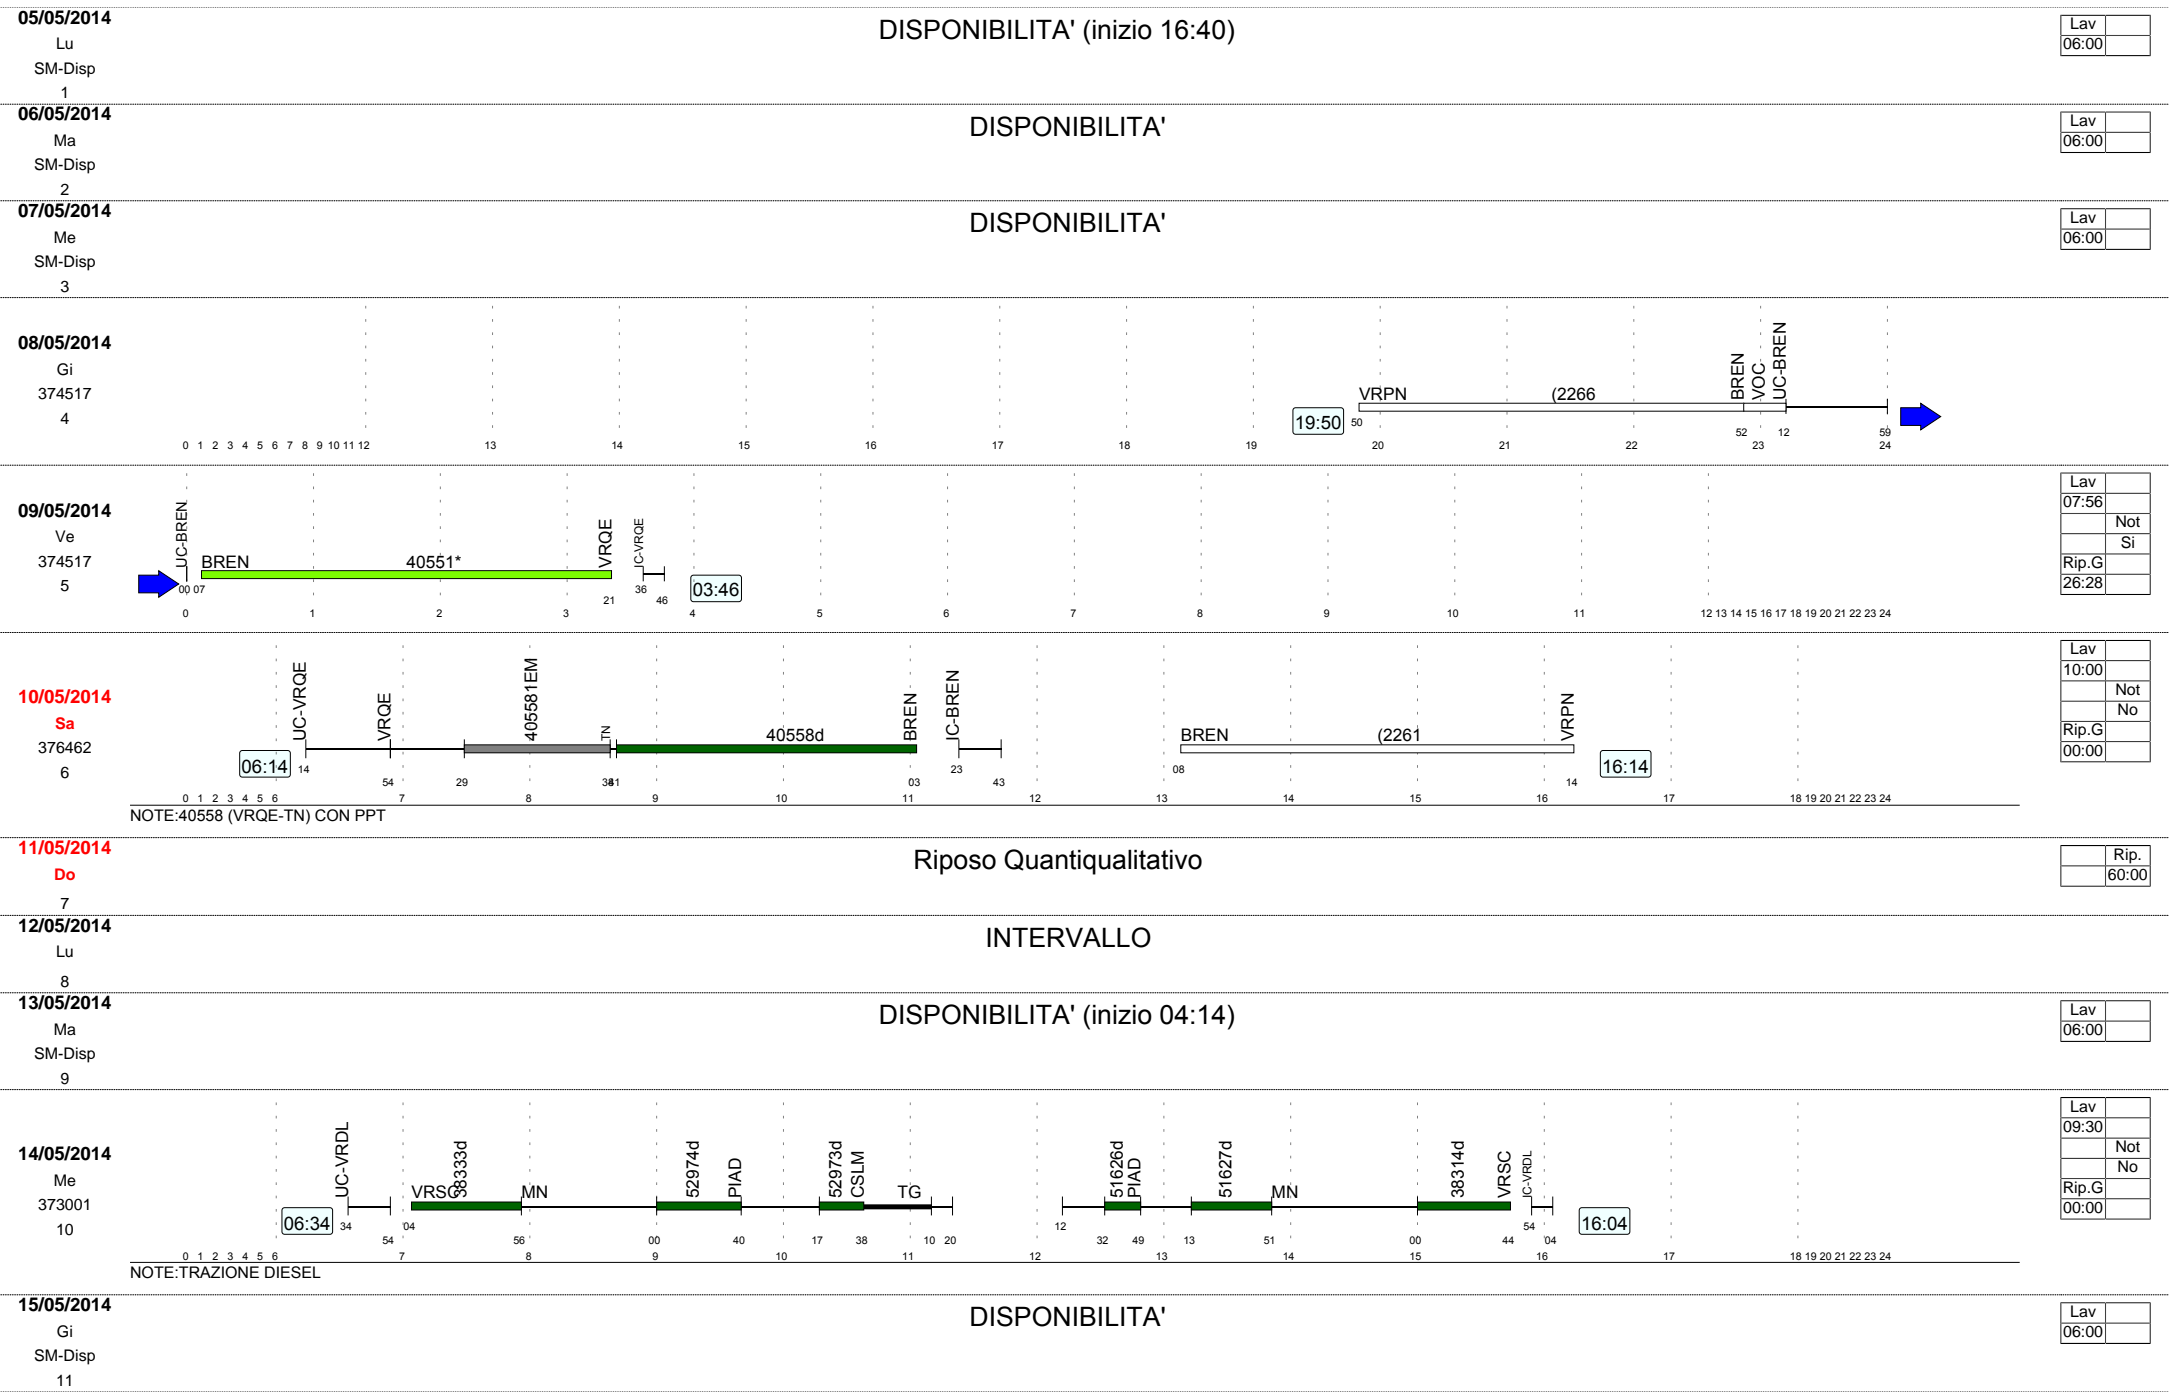 05/05/2014
Lu
SM-Disp
1
DISPONIBILITA' (inizio 16:40)
Lav
06:00
06/05/2014
Ma
SM-Disp
2
DISPONIBILITA'
Lav
06:00
07/05/2014
Me
SM-Disp
3
DISPONIBILITA'
Lav
06:00
08/05/2014
Gi
374517
4
19:50
VRPN (2266 BREN VOC UC-BREN
50 52 12 59
0 1 2 3 4 5 6 7 8 9 10 11 12 13 14 15 16 17 18 19 20 21 22 23 24
09/05/2014
Ve
374517
5
UC-BREN BREN 40551* VRQE IC-VRQE
00 07 21 36 46
03:46
0 1 2 3 4 5 6 7 8 9 10 11 12 13 14 15 16 17 18 19 20 21 22 23 24
Lav
07:56
Not
Si
Rip.G
26:28
10/05/2014
Sa
376462
6
06:14
UC-VRQE VRQE 405581EM TN 40558d BREN IC-BREN BREN (2261 VRPN
14 54 29 38 41 03 23 43 08 14
16:14
0 1 2 3 4 5 6 7 8 9 10 11 12 13 14 15 16 17 18 19 20 21 22 23 24
NOTE:40558 (VRQE-TN) CON PPT
Lav
10:00
Not
No
Rip.G
00:00
11/05/2014
Do
7
Riposo Quantiqualitativo
Rip.
60:00
12/05/2014
Lu
8
INTERVALLO
13/05/2014
Ma
SM-Disp
9
DISPONIBILITA' (inizio 04:14)
Lav
06:00
14/05/2014
Me
373001
10
06:34
UC-VRDL VRSC 38333d MN 52974d PIAD 52973d CSLM TG 51626d PIAD 51627d MN 38314d VRSC IC-VRDL
34 54 04 56 00 40 17 38 10 20 12 32 49 13 51 00 44 54 04
16:04
0 1 2 3 4 5 6 7 8 9 10 11 12 13 14 15 16 17 18 19 20 21 22 23 24
NOTE:TRAZIONE DIESEL
Lav
09:30
Not
No
Rip.G
00:00
15/05/2014
Gi
SM-Disp
11
DISPONIBILITA'
Lav
06:00